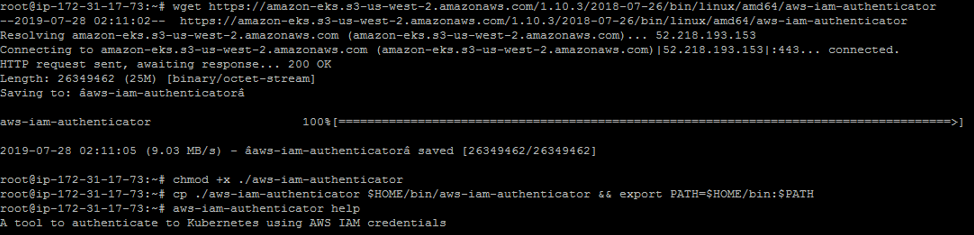 root@ip-172-31-17-73:~# wget https://amazon-eks.s3-us-west-2.amazonaws.com/1.10.3/2018-07-26/bin/linux/amd64/aws-iam-authenticator
--2019-07-28 02:11:02--  https://amazon-eks.s3-us-west-2.amazonaws.com/1.10.3/2018-07-26/bin/linux/amd64/aws-iam-authenticator
Resolving amazon-eks.s3-us-west-2.amazonaws.com (amazon-eks.s3-us-west-2.amazonaws.com)... 52.218.193.153
Connecting to amazon-eks.s3-us-west-2.amazonaws.com (amazon-eks.s3-us-west-2.amazonaws.com)|52.218.193.153|:443... connected.
HTTP request sent, awaiting response... 200 OK
Length: 26349462 (25M) [binary/octet-stream]
Saving to: âaws-iam-authenticatorâ
aws-iam-authenticator 100%[=====================================================================================>]
2019-07-28 02:11:05 (9.03 MB/s) - âaws-iam-authenticatorâ saved [26349462/26349462]
root@ip-172-31-17-73:~# chmod +x ./aws-iam-authenticator
root@ip-172-31-17-73:~# cp ./aws-iam-authenticator $HOME/bin/aws-iam-authenticator && export PATH=$HOME/bin:$PATH
root@ip-172-31-17-73:~# aws-iam-authenticator help
A tool to authenticate to Kubernetes using AWS IAM credentials